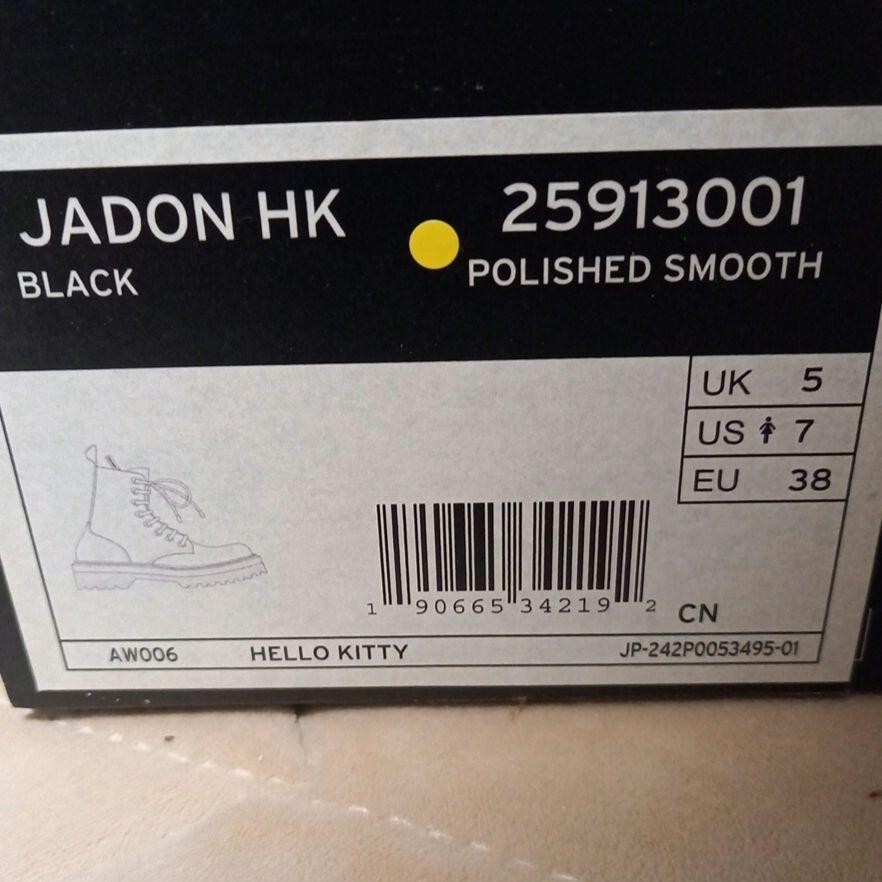 JADON HK
BLACK
25913001
POLISHED SMOOTH
UK 5
US 7
EU 38
1 90665 34219 2
CN
AW006 HELLO KITTY JP-242P0053495-01